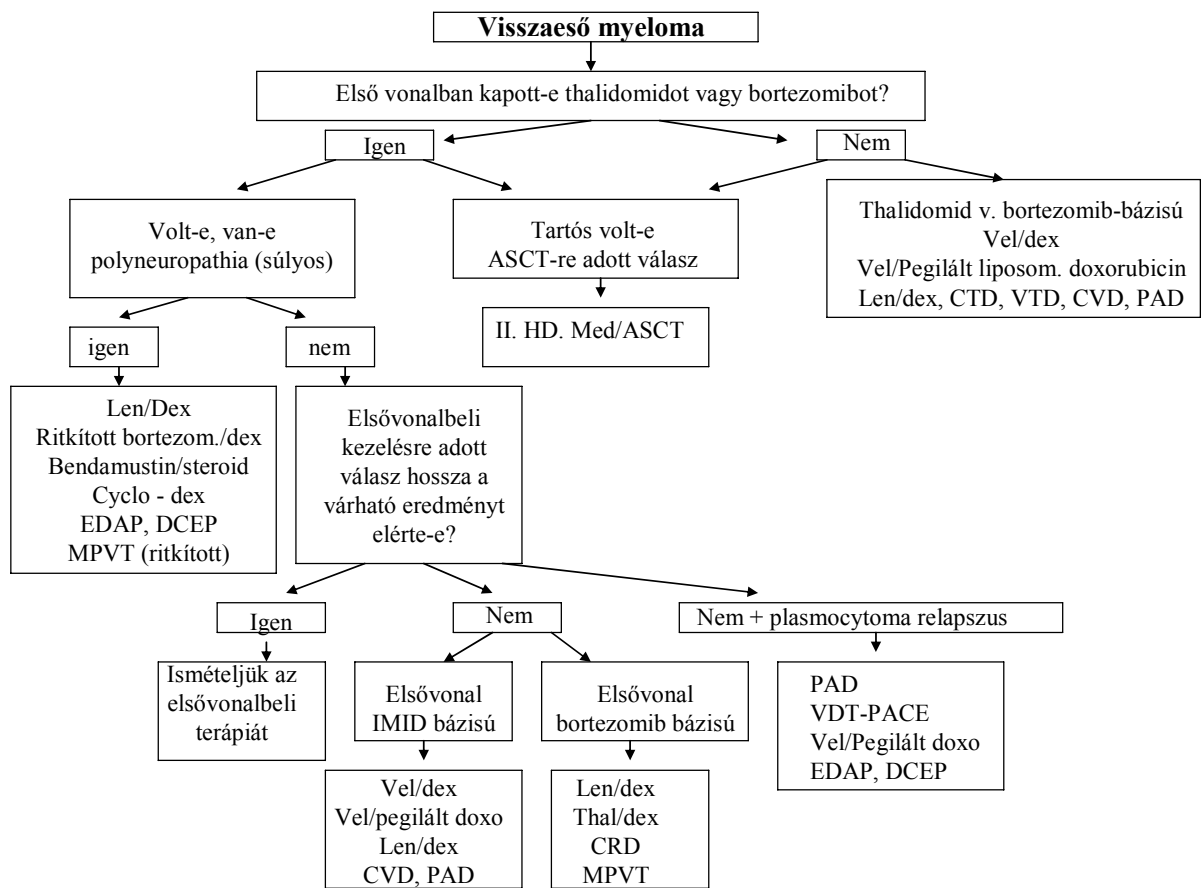 Visszaeső myeloma
Első vonalban kapott-e thalidomidot vagy bortezomibot?
Igen
Nem
Volt-e, van-e
polyneuropathia (súlyos)
Tartós volt-e
ASCT-re adott válasz
Thalidomid v. bortezomib-bázisú
Vel/dex
Vel/Pegilált liposom. doxorubicin
Len/dex, CTD, VTD, CVD, PAD
II. HD. Med/ASCT
igen
nem
Len/Dex
Ritkított bortezom./dex
Bendamustin/steroid
Cyclo - dex
EDAP, DCEP
MPVT (ritkított)
Elsővonalbeli
kezelésre adott
válasz hossza a
várható eredményt
elérte-e?
Igen
Nem
Nem + plasmocytoma relapszus
Ismételjük az
elsővonalbeli
terápiát
Elsővonal
IMID bázisú
Elsővonal
bortezomib bázisú
PAD
VDT-PACE
Vel/Pegilált doxo
EDAP, DCEP
Vel/dex
Vel/pegilált doxo
Len/dex
CVD, PAD
Len/dex
Thal/dex
CRD
MPVT